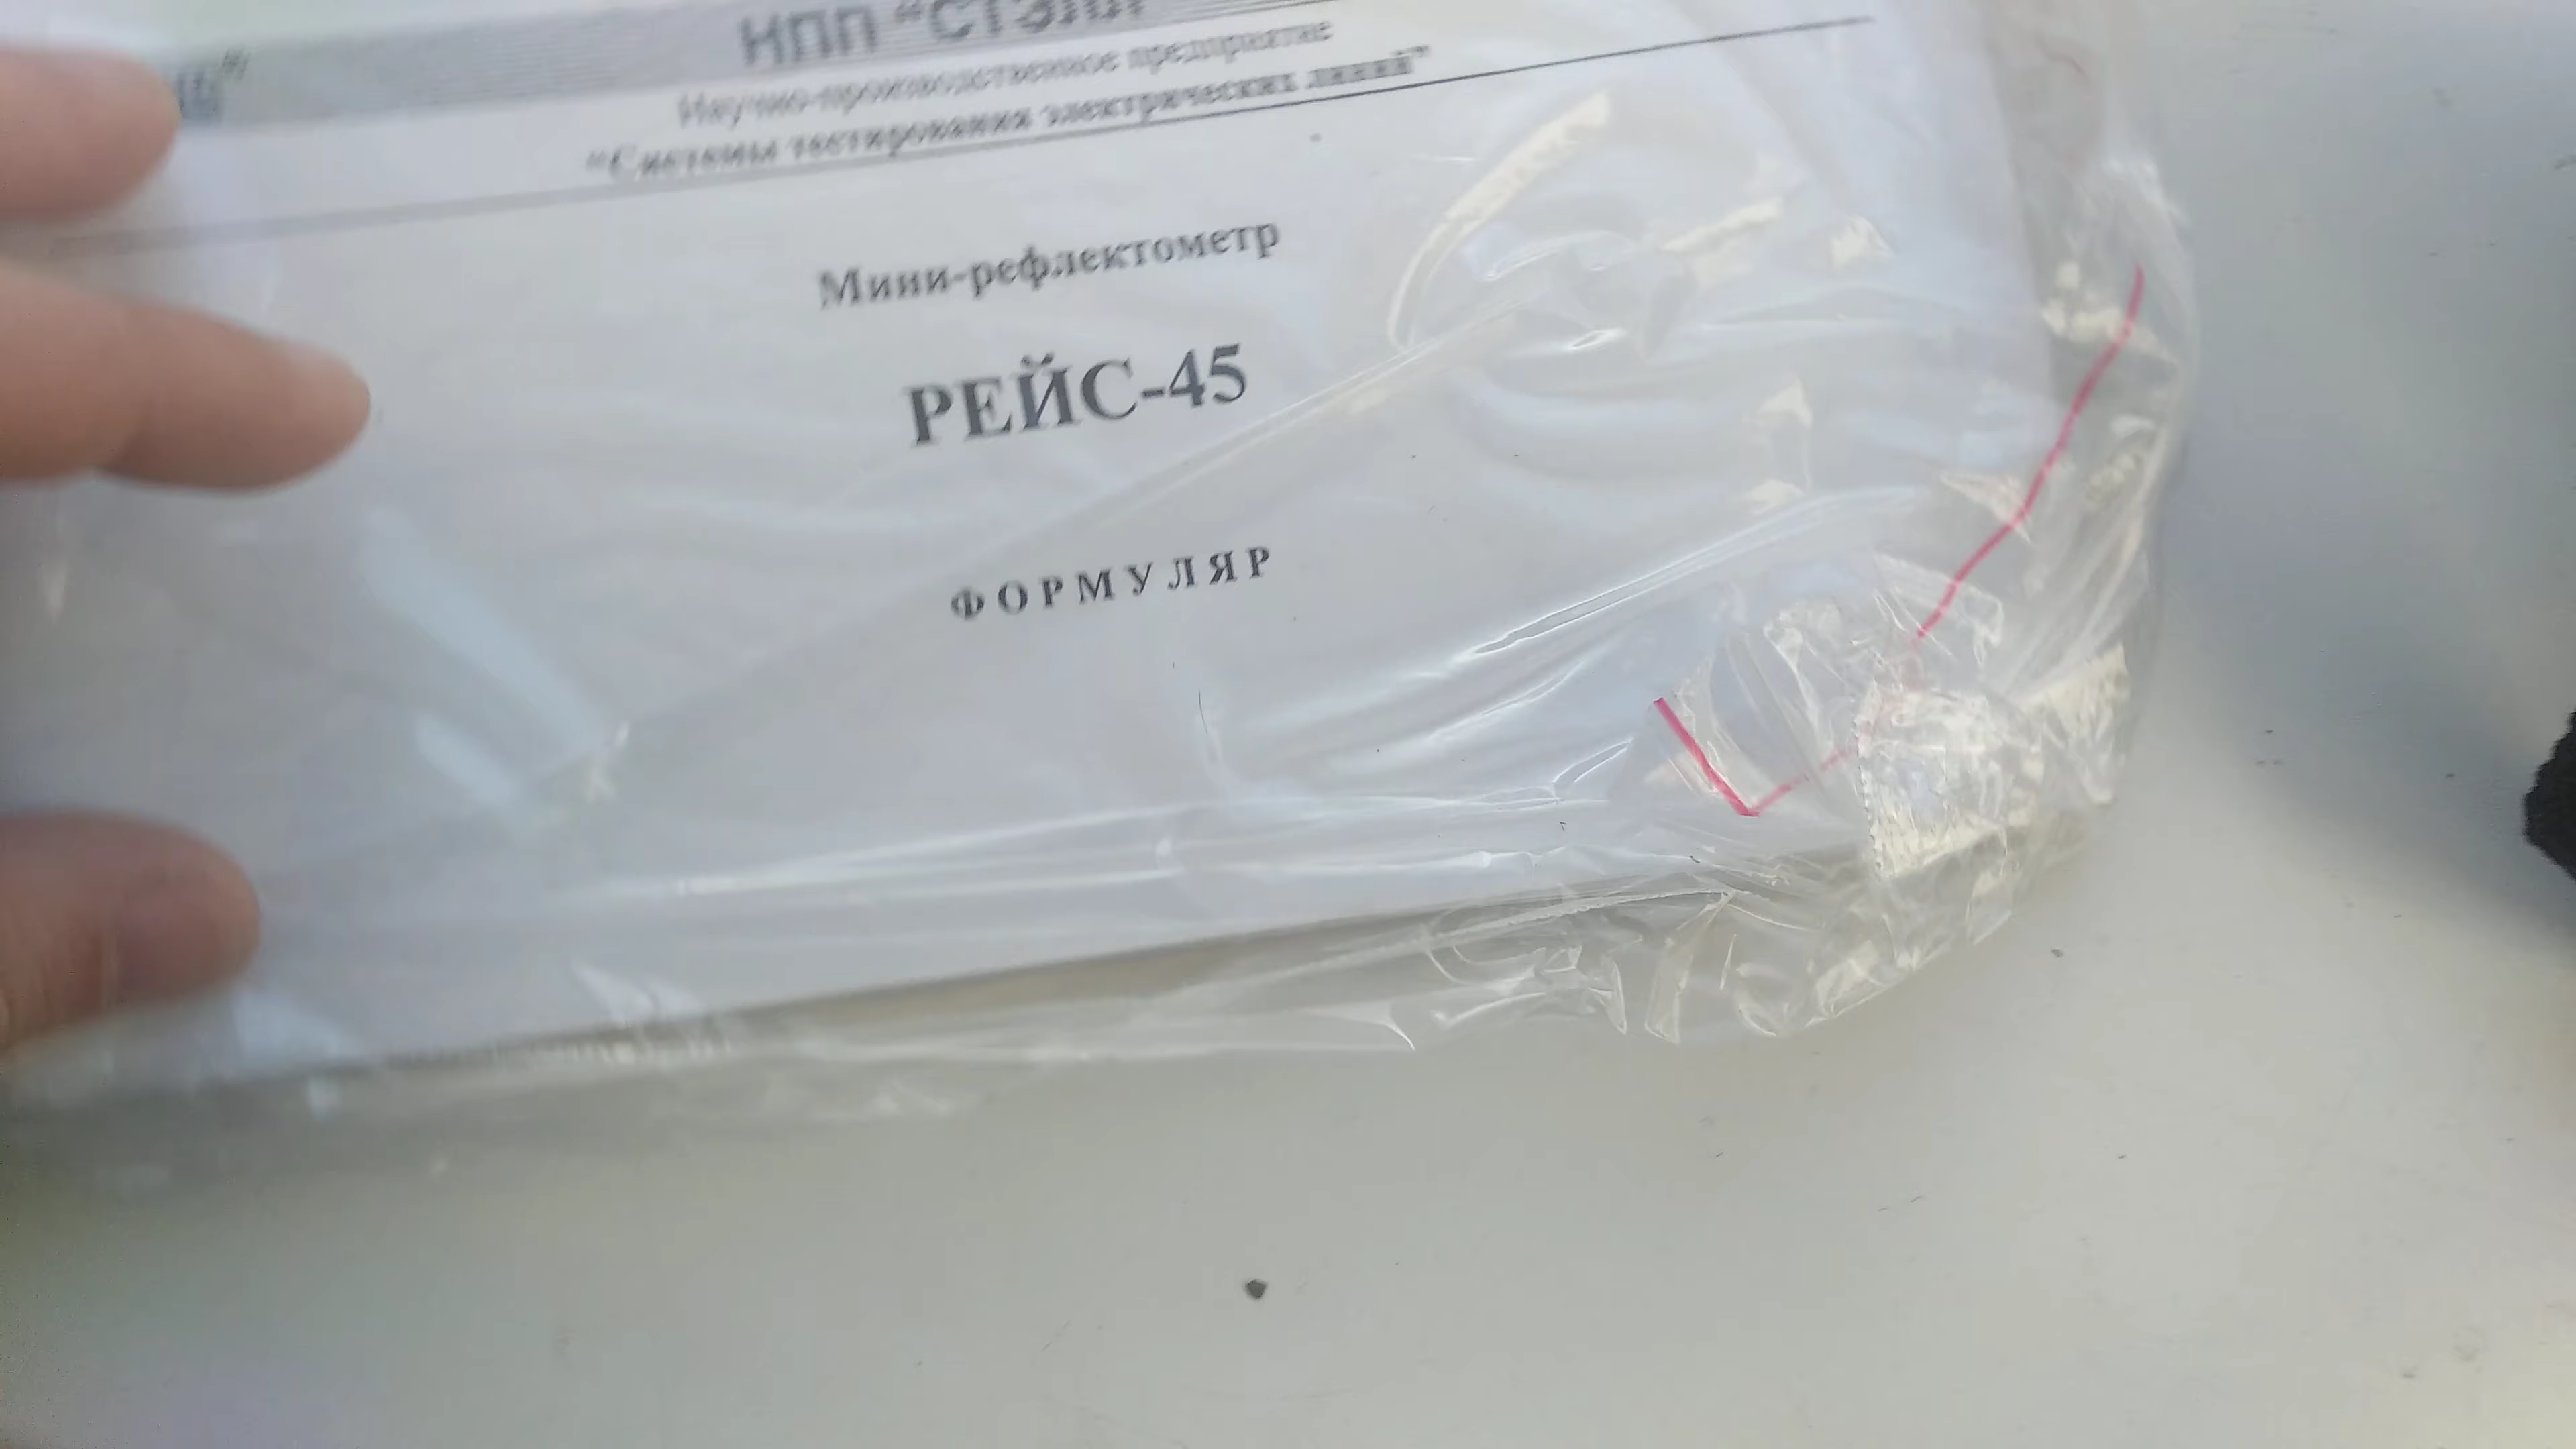 НПП "СТЭЛЛ"
Научно-производственное предприятие
"Системы тестирования электрических линий"
Мини-рефлектометр
РЕЙС-45
ФОРМУЛЯР